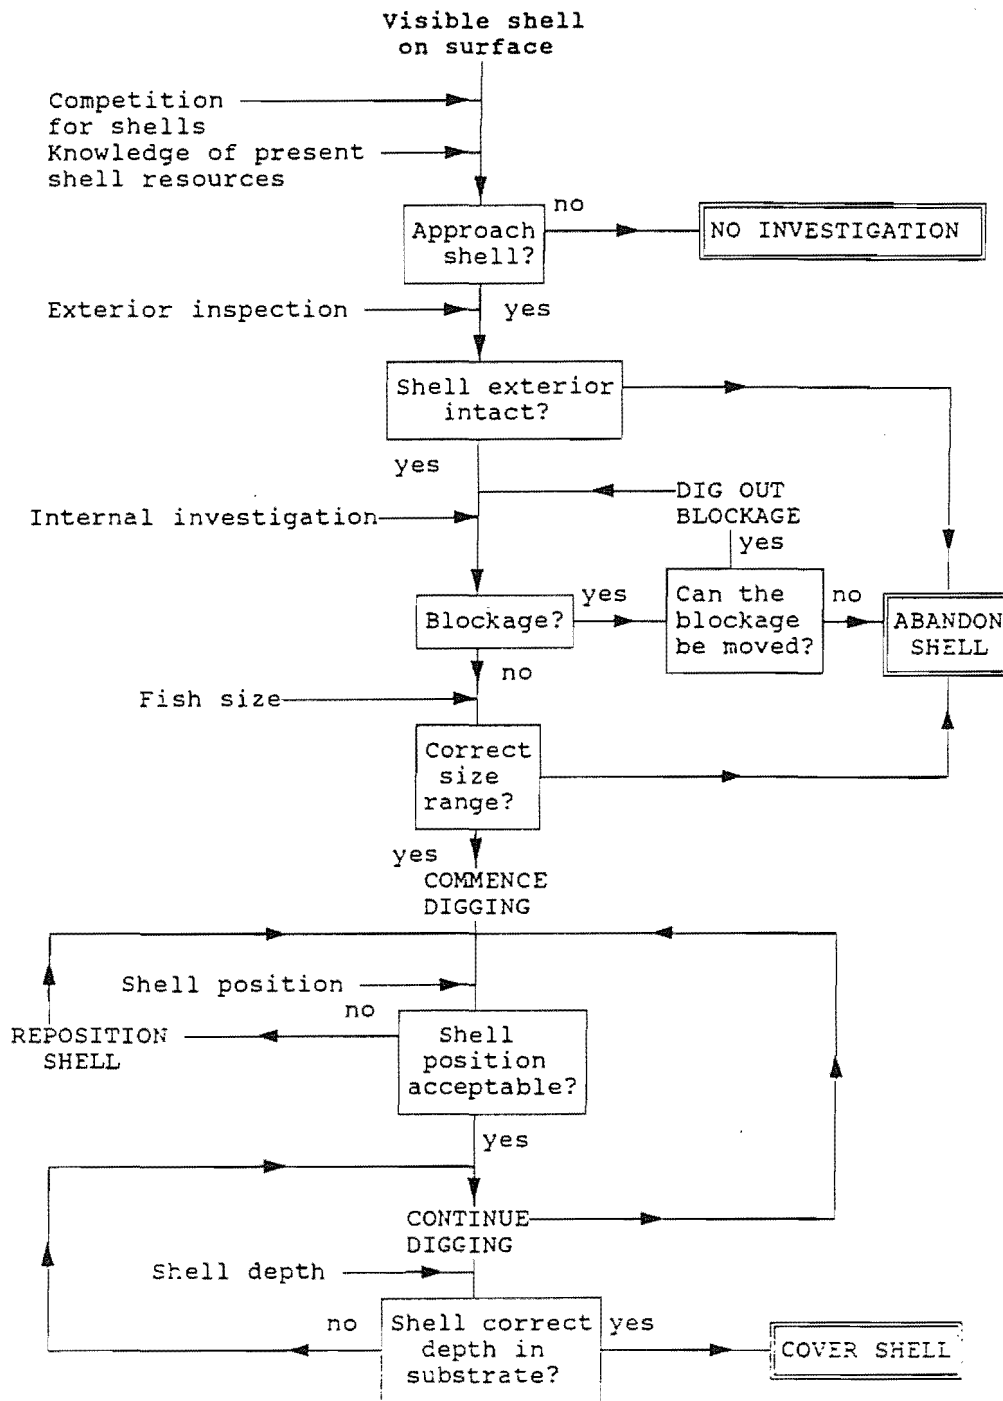 Visible shell
on surface
Competition
for shells
Knowledge of present
shell resources
no
Approach
shell?
NO INVESTIGATION
Exterior inspection
yes
Shell exterior
intact?
yes
DIG OUT
BLOCKAGE
Internal investigation
yes
Blockage?
yes
Can the
blockage
be moved?
no
ABANDON
SHELL
no
Fish size
Correct
size
range?
yes
COMMENCE
DIGGING
Shell position
no
REPOSITION
SHELL
Shell
position
acceptable?
yes
CONTINUE
DIGGING
Shell depth
no
Shell correct
depth in
substrate?
yes
COVER SHELL